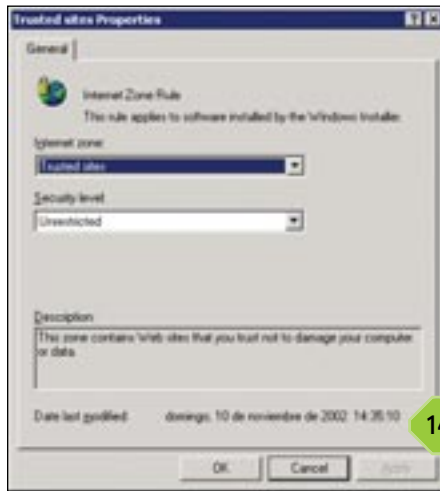 Trusted sites Properties
General
Internet Zone Rule
This rule applies to software installed by the Windows Installer.
Internet zone:
Trusted sites
Security level:
Unrestricted
Description
This zone contains Web sites that you trust not to damage your computer
or data.
Date last modified: domingo, 10 de noviembre de 2002 14:35:10
14
OK Cancel Apply